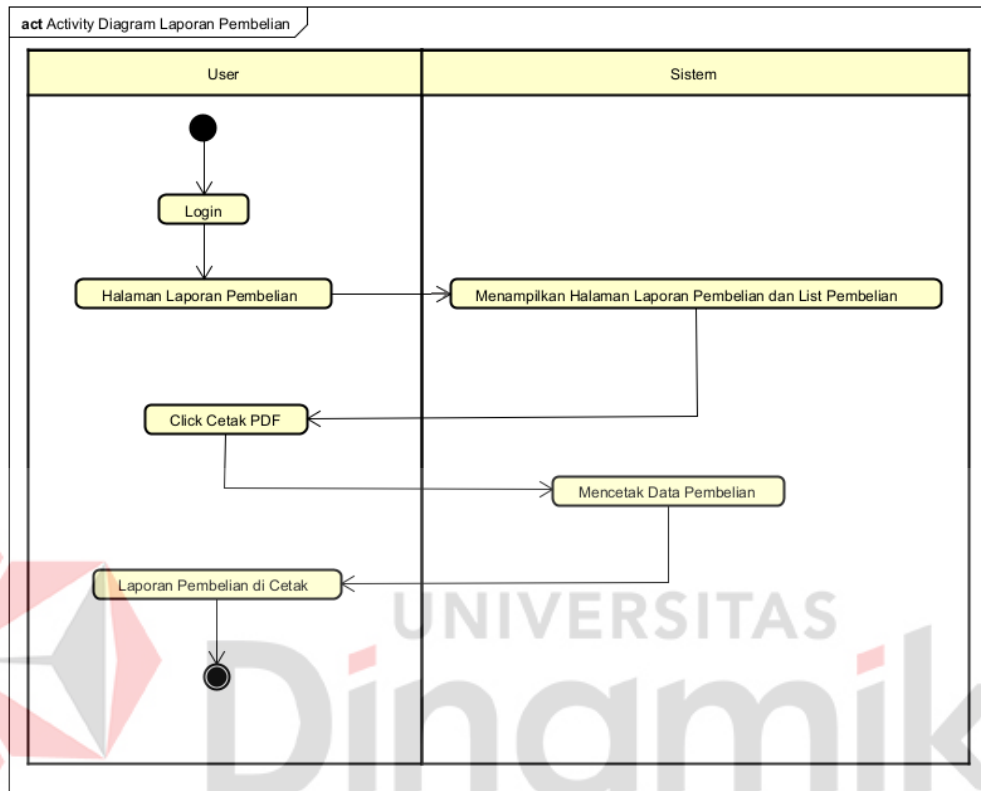 act Activity Diagram Laporan Pembelian
User
Sistem
Login
Halaman Laporan Pembelian
Menampilkan Halaman Laporan Pembelian dan List Pembelian
Click Cetak PDF
Mencetak Data Pembelian
Laporan Pembelian di Cetak
UNIVERSITAS
Dinamik